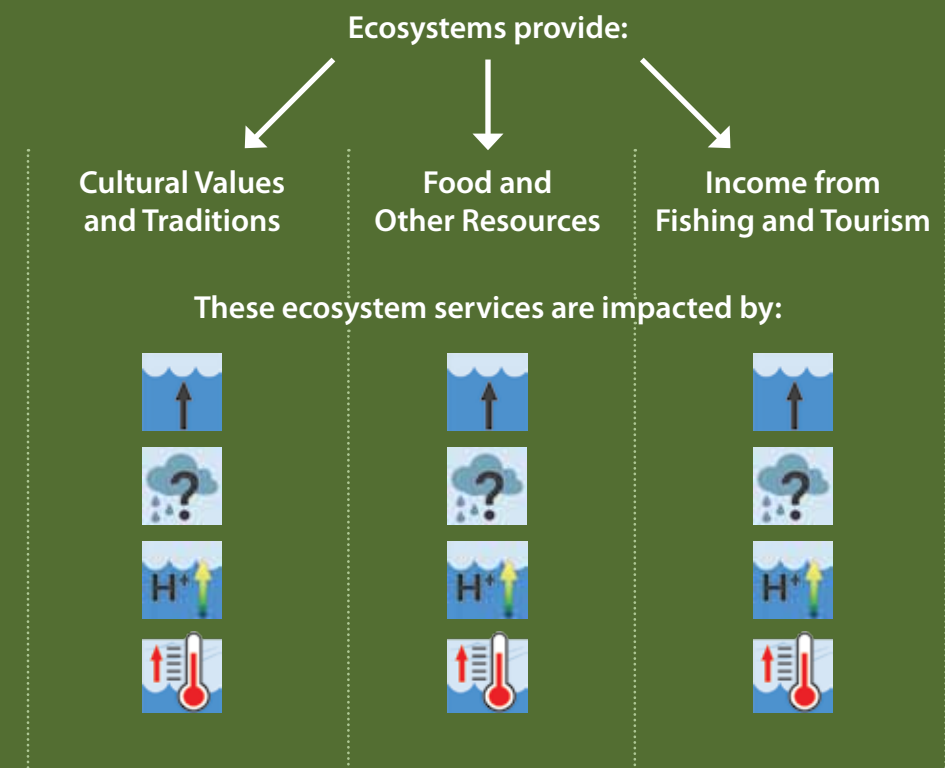 Ecosystems provide:
Cultural Values
and Traditions
Food and
Other Resources
Income from
Fishing and Tourism
These ecosystem services are impacted by:
?
?
?
H+
H+
H+